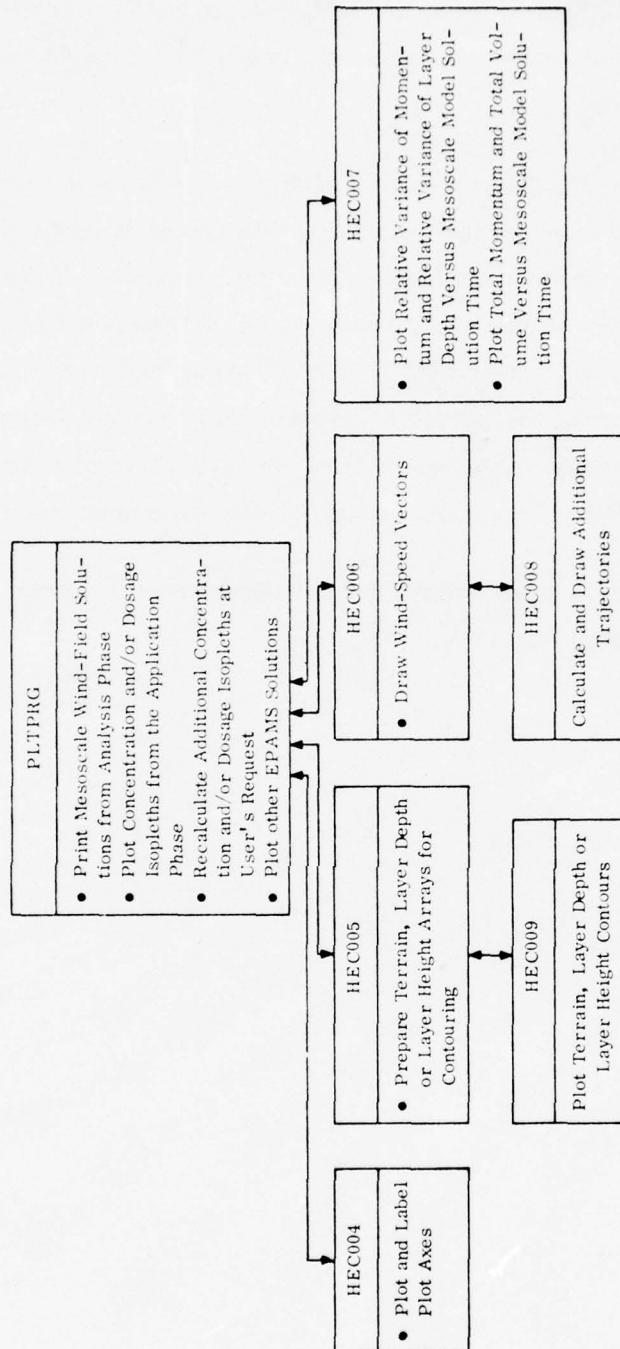 PLTPRG
• Print Mesoscale Wind-Field Solu-
tions from Analysis Phase
• Plot Concentration and/or Dosage
Isopleths from the Application
Phase
• Recalculate Additional Concentra-
tion and/or Dosage Isopleths at
User's Request
• Plot other EPAMS Solutions
HEC004
• Plot and Label
Plot Axes
HEC005
• Prepare Terrain, Layer Depth
or Layer Height Arrays for
Contouring
HEC006
• Draw Wind-Speed Vectors
HEC007
• Plot Relative Variance of Momen-
tum and Relative Variance of Layer
Depth Versus Mesoscale Model Sol-
ution Time
• Plot Total Momentum and Total Vol-
ume Versus Mesoscale Model Solu-
tion Time
HEC009
Plot Terrain, Layer Depth or
Layer Height Contours
HEC008
Calculate and Draw Additional
Trajectories